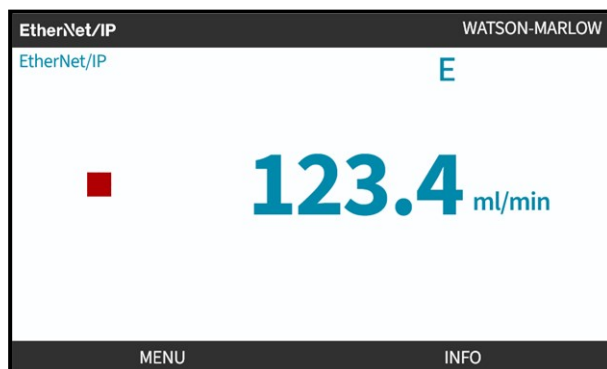 EtherNet/IP WATSON-MARLOW
EtherNet/IP E
123.4 ml/min
MENU INFO